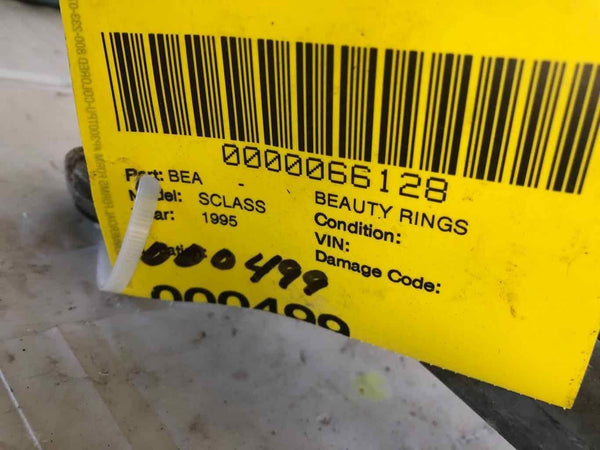 0000066128
Part: BEA - BEAUTY RINGS
Model: SCLASS Condition:
ar: 1995 VIN:
Damage Code:
000499
000499